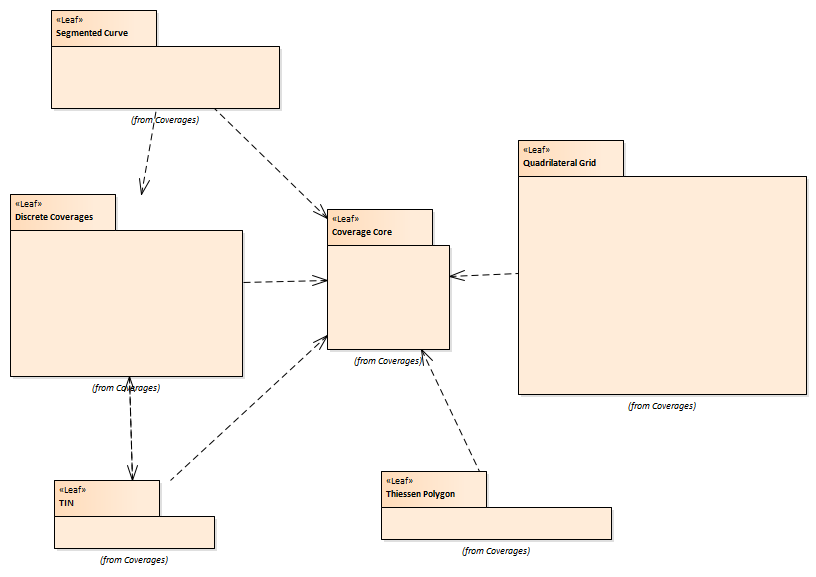 «Leaf»
Segmented Curve
(from Coverages)
«Leaf»
Quadrilateral Grid
(from Coverages)
«Leaf»
Discrete Coverages
(from Coverages)
«Leaf»
Coverage Core
(from Coverages)
«Leaf»
TIN
(from Coverages)
«Leaf»
Thiessen Polygon
(from Coverages)